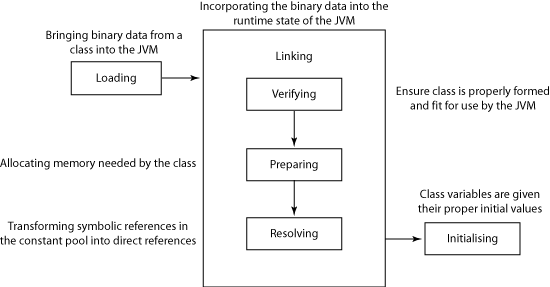 Incorporating the binary data into the
runtime state of the JVM
Bringing binary data from a
class into the JVM
Loading
Linking
Verifying
Ensure class is properly formed
and fit for use by the JVM
Allocating memory needed by the class
Preparing
Class variables are given
their proper initial values
Transforming symbolic references in
the constant pool into direct references
Resolving
Initialising